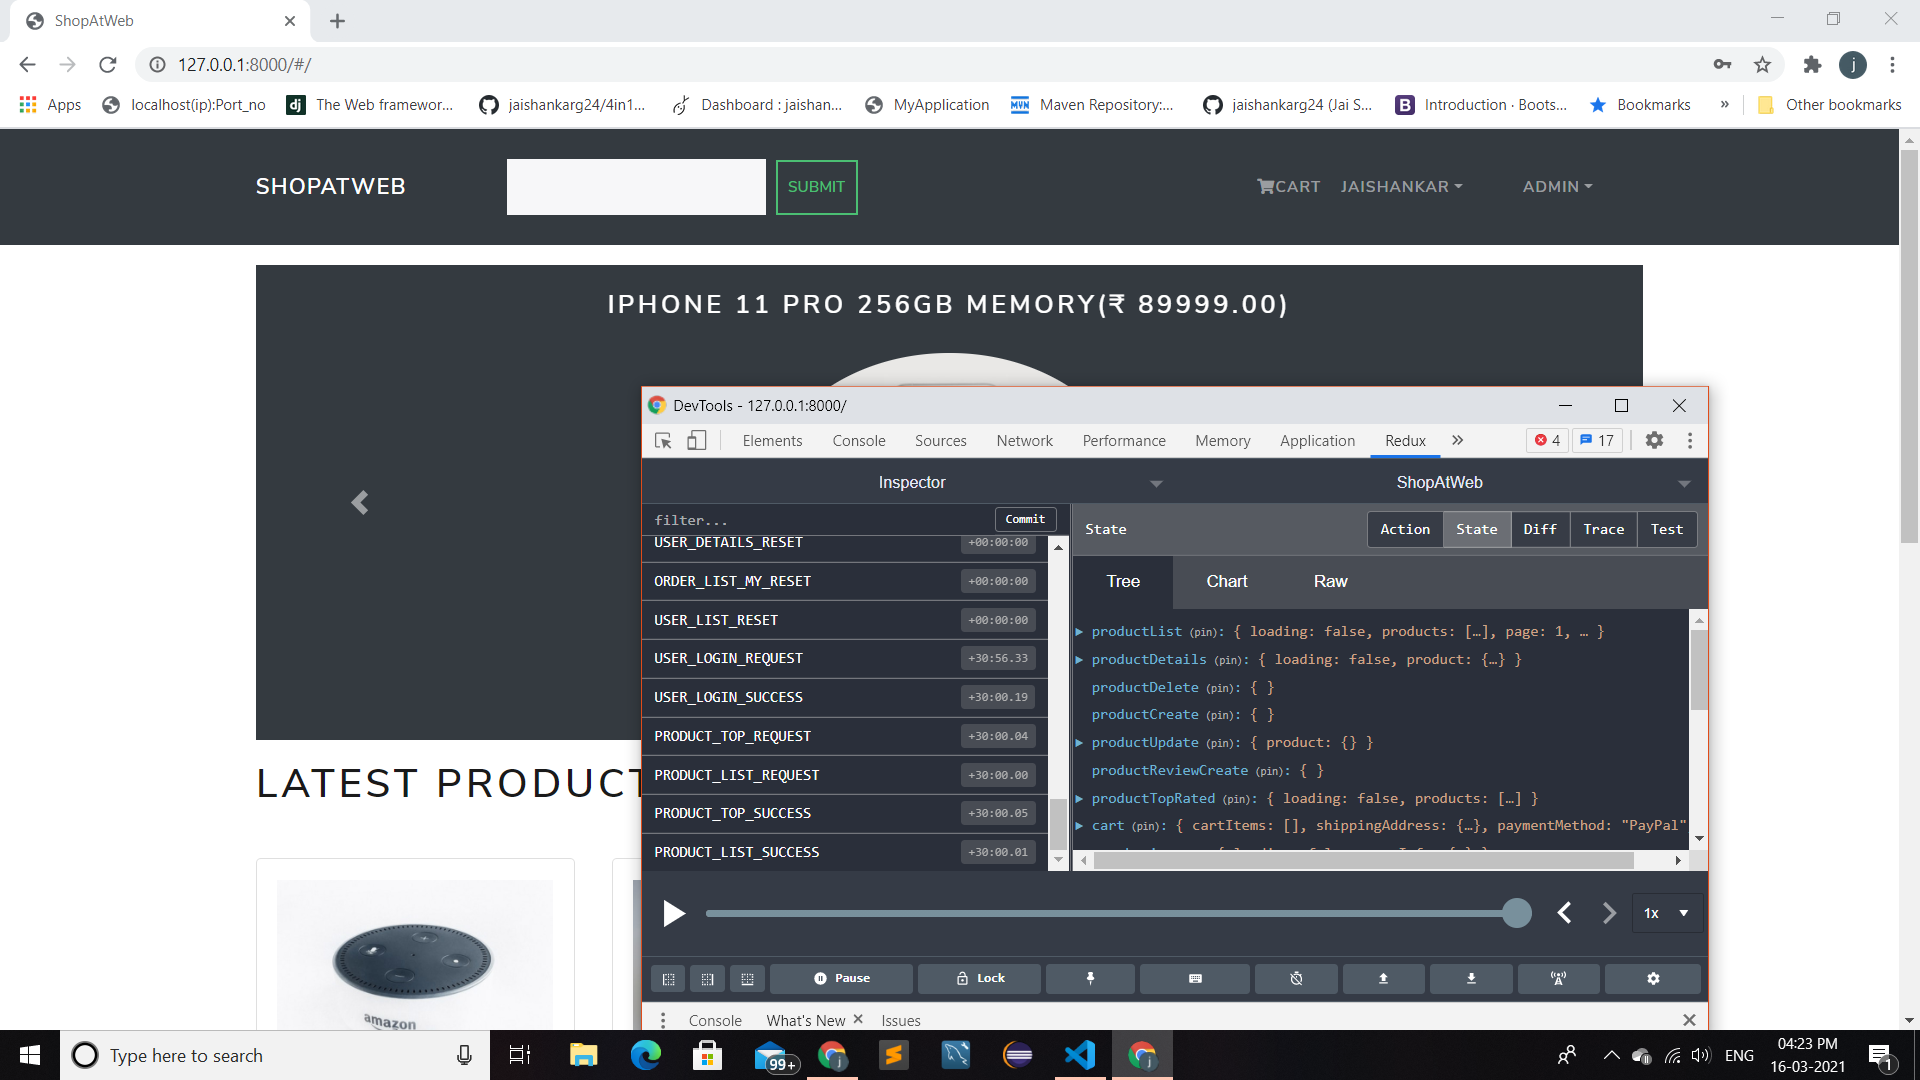 ShopAtWeb
127.0.0.1:8000/#/
Apps
localhost(ip):Port_no
dj
The Web framewor...
jaishankarg24/4in1...
Dashboard : jaishan...
MyApplication
MVN
Maven Repository:...
jaishankarg24 (Jai S...
B
Introduction · Boots...
Bookmarks
»
Other bookmarks
j
SHOPATWEB
SUBMIT
CART
JAISHANKAR
ADMIN
IPHONE 11 PRO 256GB MEMORY(₹ 89999.00)
DevTools - 127.0.0.1:8000/
Elements Console Sources Network Performance Memory Application Redux » 4 17
Inspector
ShopAtWeb
filter...
Commit
USER_DETAILS_RESET +00:00:00
ORDER_LIST_MY_RESET +00:00:00
USER_LIST_RESET +00:00:00
USER_LOGIN_REQUEST +30:56.33
USER_LOGIN_SUCCESS +30:00.19
PRODUCT_TOP_REQUEST +30:00.04
PRODUCT_LIST_REQUEST +30:00.00
PRODUCT_TOP_SUCCESS +30:00.05
PRODUCT_LIST_SUCCESS +30:00.01
State
Action State Diff Trace Test
Tree Chart Raw
productList (pin): { loading: false, products: […], page: 1, … }
productDetails (pin): { loading: false, product: {…} }
productDelete (pin): { }
productCreate (pin): { }
productUpdate (pin): { product: {} }
productReviewCreate (pin): { }
productTopRated (pin): { loading: false, products: […] }
cart (pin): { cartItems: [], shippingAddress: {…}, paymentMethod: "PayPal"
1x
Pause
Lock
Console What's New Issues
LATEST PRODUCT
amazon
Type here to search
99+
j
j
ENG
04:23 PM
16-03-2021
1